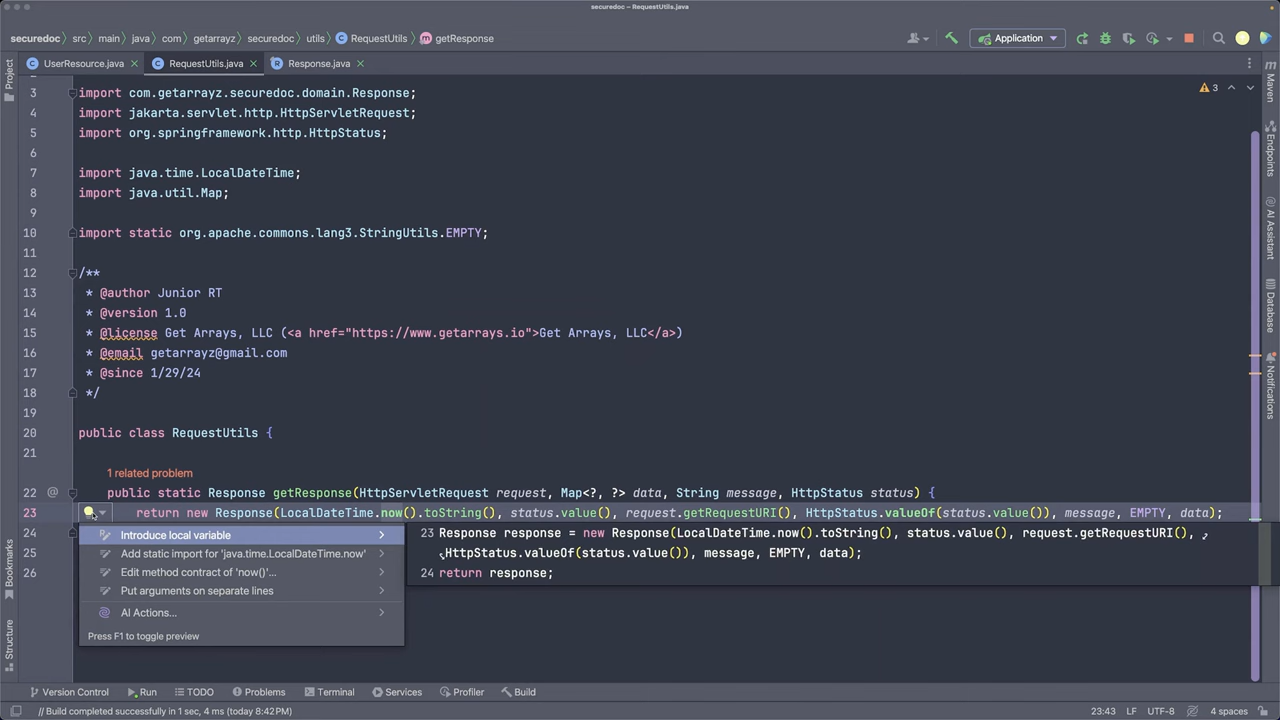 securedoc – RequestUtils.java
securedoc src main java com getarrayz securedoc utils RequestUtils getResponse Application
UserResource.java RequestUtils.java Response.java
3 import com.getarrayz.securedoc.domain.Response; 3
4 import jakarta.servlet.http.HttpServletRequest;
5 import org.springframework.http.HttpStatus;
6
7 import java.time.LocalDateTime;
8 import java.util.Map;
9
10 import static org.apache.commons.lang3.StringUtils.EMPTY;
11
12 /**
13 * @author Junior RT
14 * @version 1.0
15 * @license Get Arrays, LLC (<a href="https://www.getarrays.io">Get Arrays, LLC</a>)
16 * @email getarrayz@gmail.com
17 * @since 1/29/24
18 */
19
20 public class RequestUtils {
21
1 related problem
22 public static Response getResponse(HttpServletRequest request, Map<?, ?> data, String message, HttpStatus status) {
23 return new Response(LocalDateTime.now().toString(), status.value(), request.getRequestURI(), HttpStatus.valueOf(status.value()), message, EMPTY, data);
24
25
26
Introduce local variable
Add static import for 'java.time.LocalDateTime.now'
Edit method contract of 'now()'...
Put arguments on separate lines
AI Actions...
Press F1 to toggle preview
23 Response response = new Response(LocalDateTime.now().toString(), status.value(), request.getRequestURI(),
HttpStatus.valueOf(status.value()), message, EMPTY, data);
24 return response;
Project
Bookmarks
Structure
Maven
Endpoints
AI Assistant
Database
Notifications
Version Control Run TODO Problems Terminal Services Profiler Build
// Build completed successfully in 1 sec, 4 ms (today 8:42 PM) 23:43 LF UTF-8 4 spaces